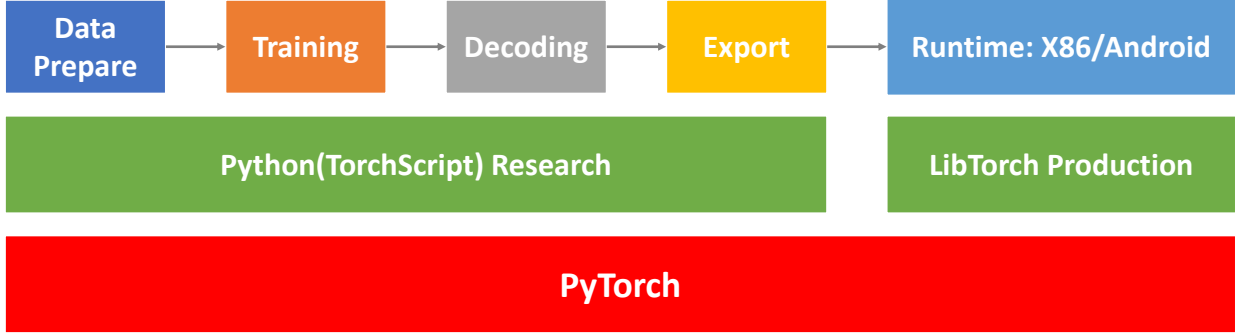 Data
Prepare
Training
Decoding
Export
Runtime: X86/Android
Python(TorchScript) Research
LibTorch Production
PyTorch